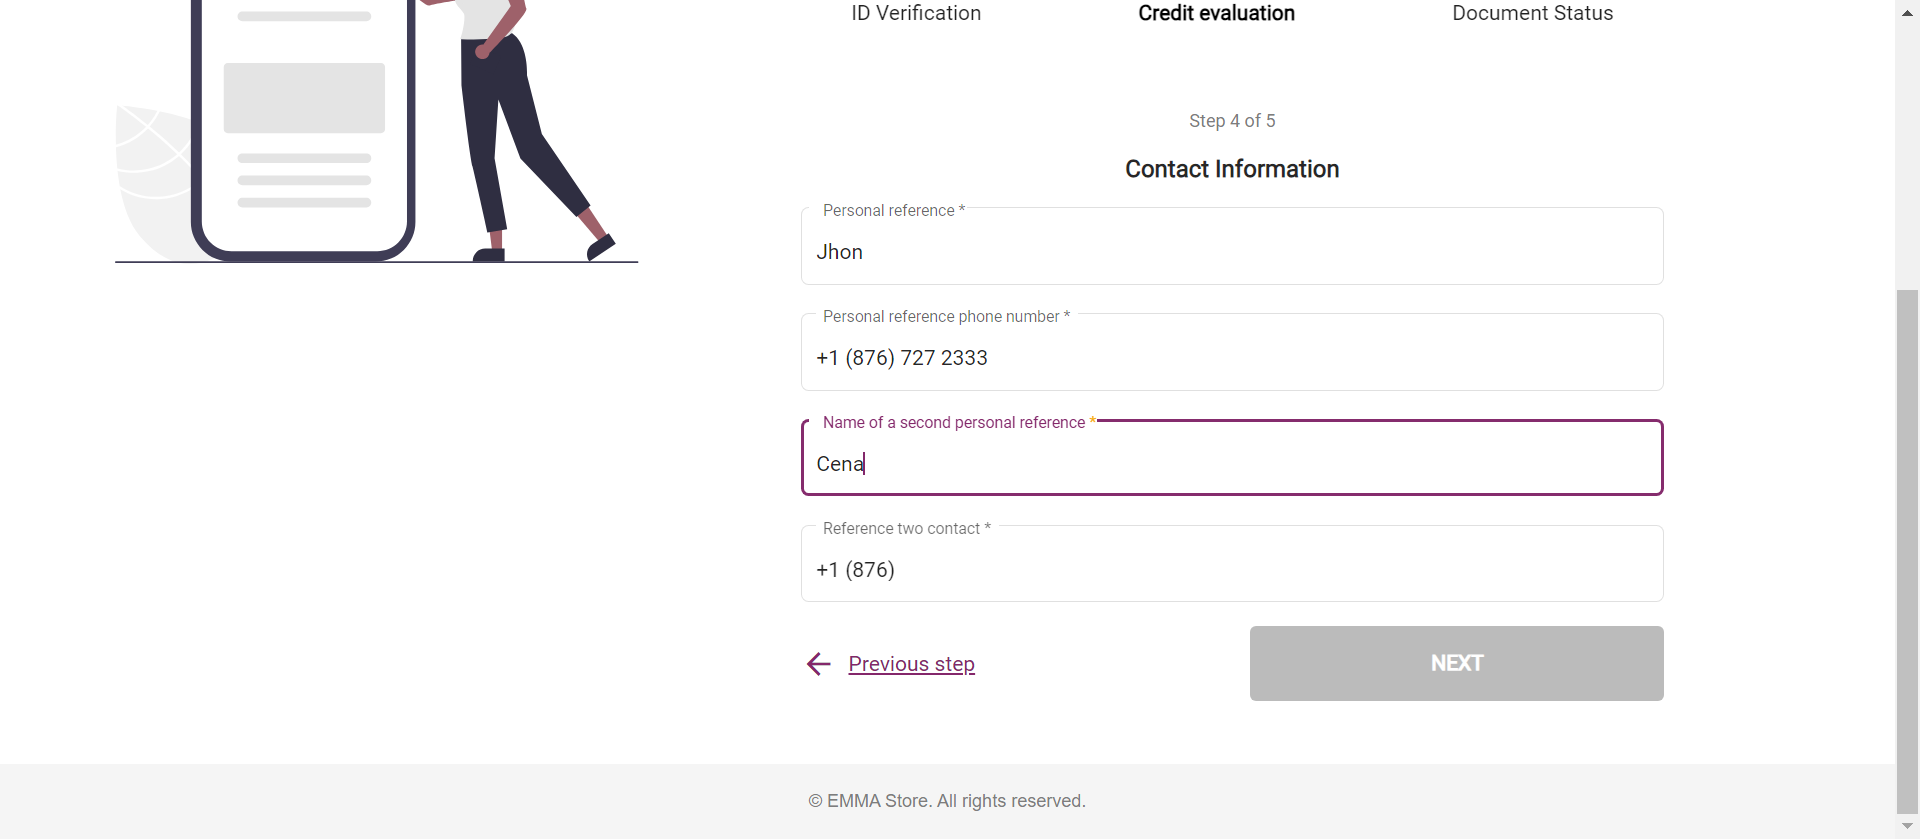 ID Verification
Credit evaluation
Document Status
Step 4 of 5
Contact Information
Personal reference *
Jhon
Personal reference phone number *
+1 (876) 727 2333
Name of a second personal reference *
Cena
Reference two contact *
+1 (876)
Previous step
NEXT
© EMMA Store. All rights reserved.